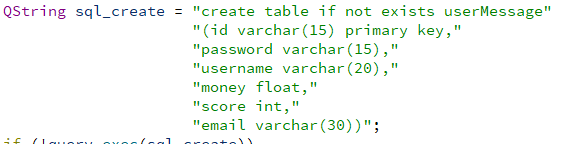 QString sql_create = "create table if not exists userMessage"
"(id varchar(15) primary key,"
"password varchar(15),"
"username varchar(20),"
"money float,"
"score int,"
"email varchar(30))";
if (!query.exec(sql_create))